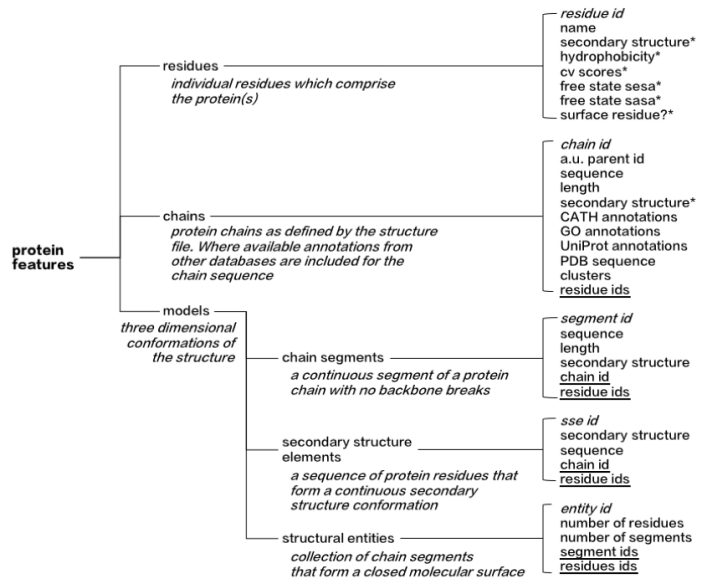 protein
features
residues
individual residues which comprise
the protein(s)
residue id
name
secondary structure*
hydrophobicity*
cv scores*
free state sesa*
free state sasa*
surface residue?*
chains
protein chains as defined by the structure
file. Where available annotations from
other databases are included for the
chain sequence
chain id
a.u. parent id
sequence
length
secondary structure*
CATH annotations
GO annotations
UniProt annotations
PDB sequence
clusters
residue ids
models
three dimensional
conformations of
the structure
chain segments
a continuous segment of a protein
chain with no backbone breaks
segment id
sequence
length
secondary structure
chain id
residue ids
secondary structure
elements
a sequence of protein residues that
form a continuous secondary
structure conformation
sse id
secondary structure
sequence
chain id
residue ids
structural entities
collection of chain segments
that form a closed molecular surface
entity id
number of residues
number of segments
segment ids
residues ids